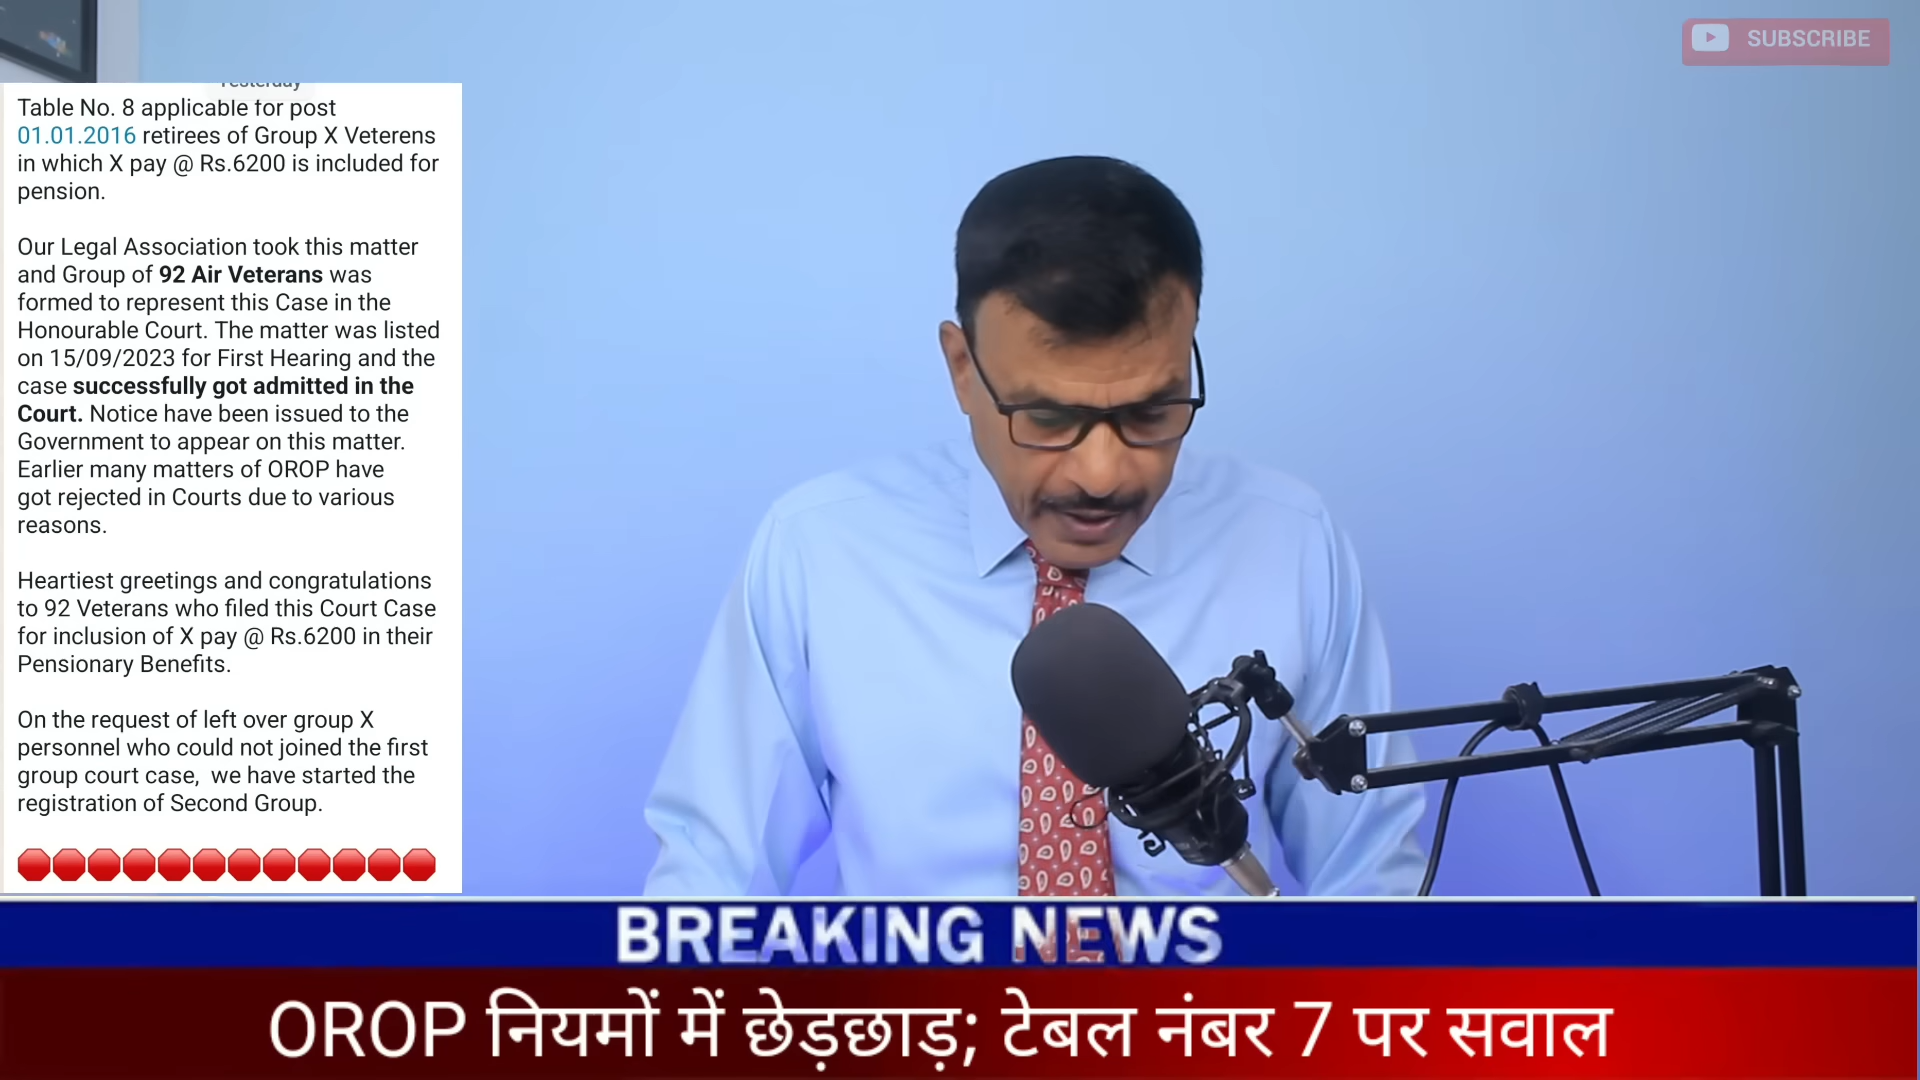 SUBSCRIBE
Yesterday
Table No. 8 applicable for post
01.01.2016 retirees of Group X Veterens
in which X pay @ Rs.6200 is included for
pension.
Our Legal Association took this matter
and Group of 92 Air Veterans was
formed to represent this Case in the
Honourable Court. The matter was listed
on 15/09/2023 for First Hearing and the
case successfully got admitted in the
Court. Notice have been issued to the
Government to appear on this matter.
Earlier many matters of OROP have
got rejected in Courts due to various
reasons.
Heartiest greetings and congratulations
to 92 Veterans who filed this Court Case
for inclusion of X pay @ Rs.6200 in their
Pensionary Benefits.
On the request of left over group X
personnel who could not joined the first
group court case, we have started the
registration of Second Group.
BREAKING NEWS
OROP नियमों में छेड़छाड़; टेबल नंबर 7 पर सवाल